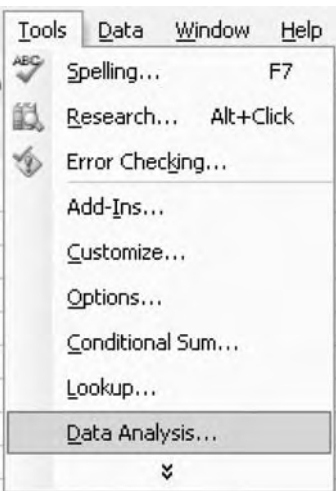 Tools Data Window Help
ABC Spelling... F7
Research... Alt+Click
Error Checking...
Add-Ins...
Customize...
Options...
Conditional Sum...
Lookup...
Data Analysis...